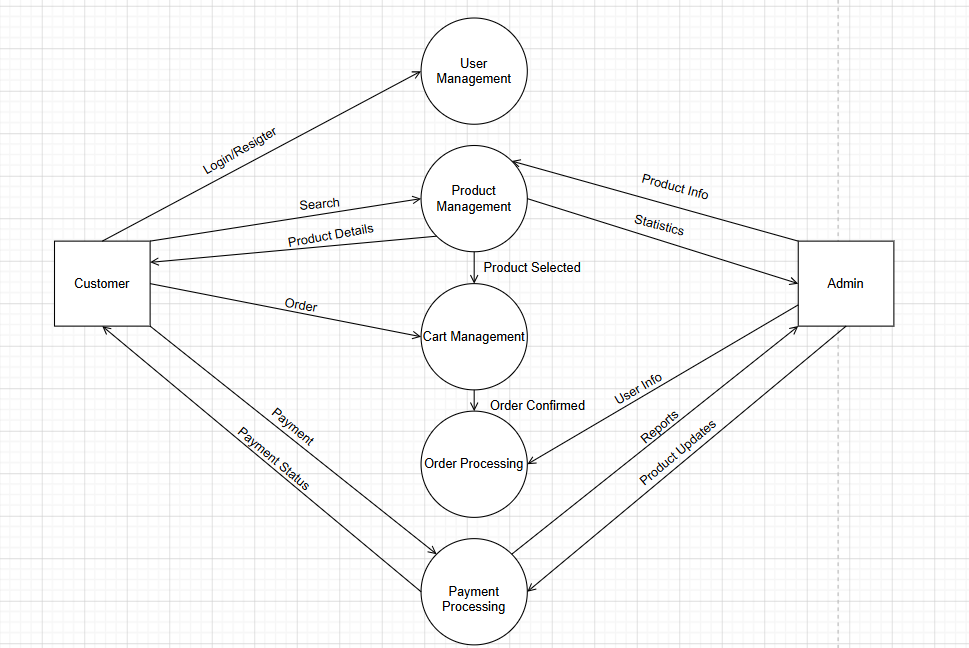 User
Management
Login/Resigter
Product
Management
Product Info
Search
Statistics
Product Details
Product Selected
Customer
Admin
Order
Cart Management
User Info
Order Confirmed
Payment
Reports
Product Updates
Payment Status
Order Processing
Payment
Processing